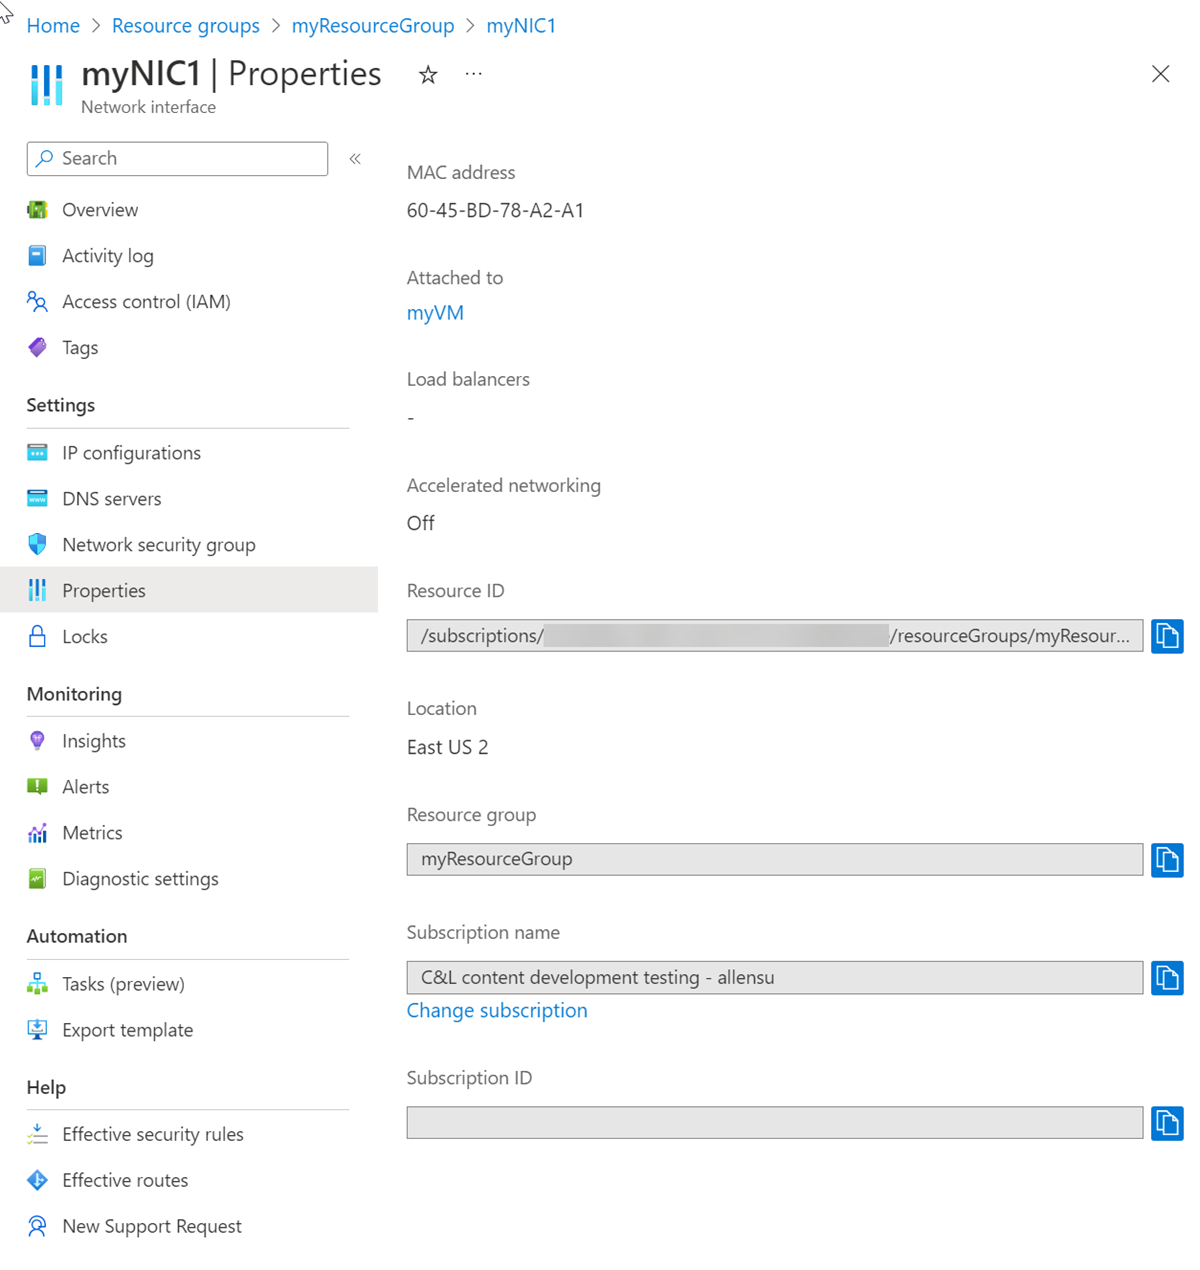 Home > Resource groups > myResourceGroup > myNIC1
myNIC1 | Properties ...
Network interface
Search «
Overview
Activity log
Access control (IAM)
Tags
Settings
IP configurations
DNS servers
Network security group
Properties
Locks
Monitoring
Insights
Alerts
Metrics
Diagnostic settings
Automation
Tasks (preview)
Export template
Help
Effective security rules
Effective routes
New Support Request
MAC address
60-45-BD-78-A2-A1
Attached to
myVM
Load balancers
-
Accelerated networking
Off
Resource ID
/subscriptions/ /resourceGroups/myResour...
Location
East US 2
Resource group
myResourceGroup
Subscription name
C&L content development testing - allensu
Change subscription
Subscription ID